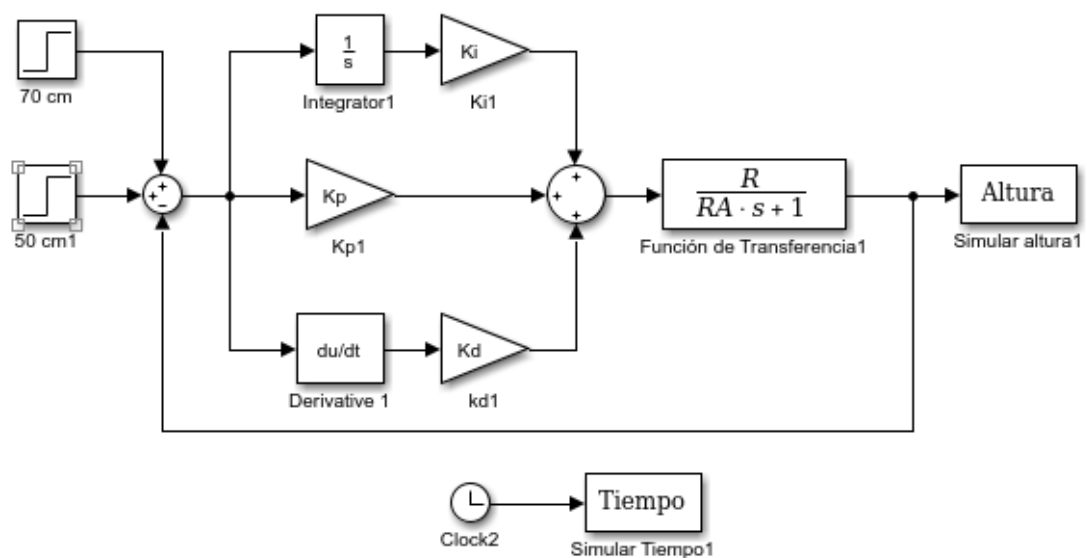 70 cm
50 cm1
+
+
−
1
s
Integrator1
Ki
Ki1
Kp
Kp1
du/dt
Derivative 1
Kd
kd1
+
+
+
R
RA · s + 1
Función de Transferencia1
Altura
Simular altura1
Clock2
Tiempo
Simular Tiempo1